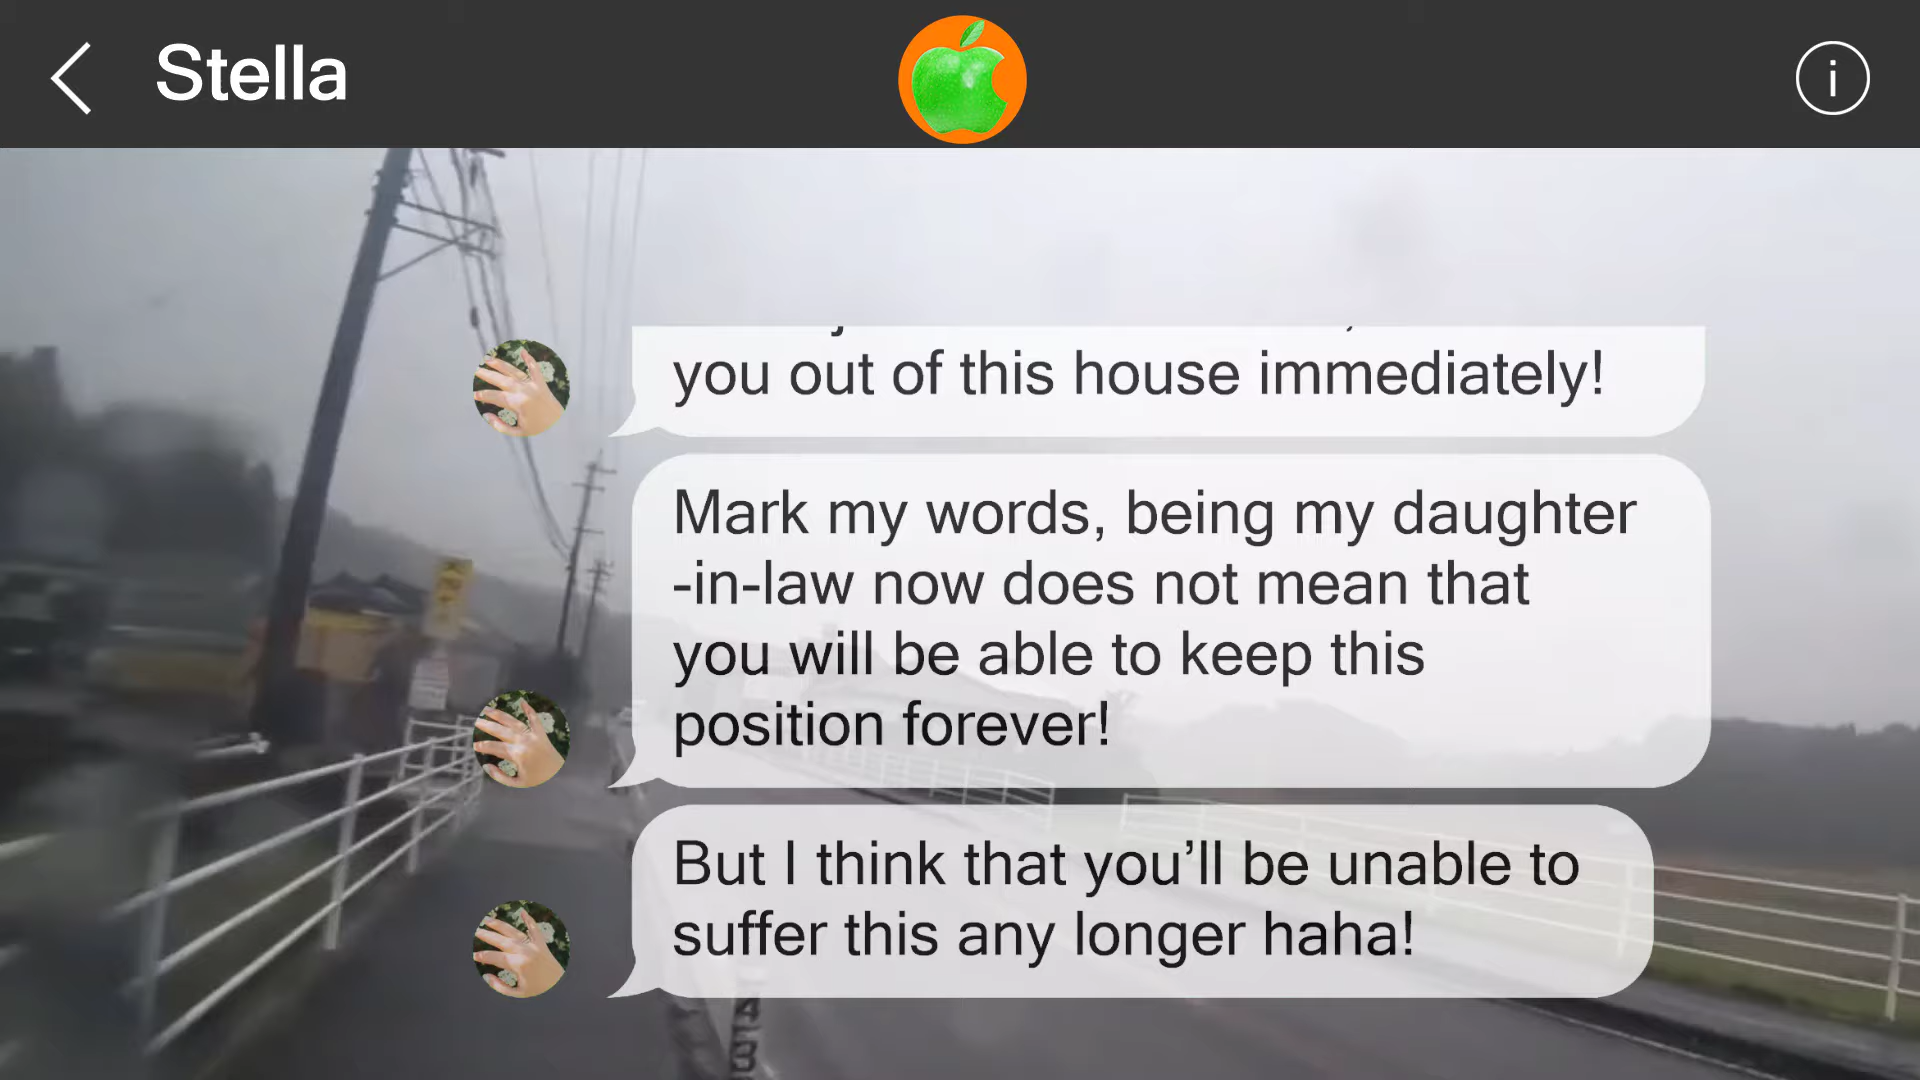 Stella
you out of this house immediately!
Mark my words, being my daughter
-in-law now does not mean that
you will be able to keep this
position forever!
But I think that you’ll be unable to
suffer this any longer haha!